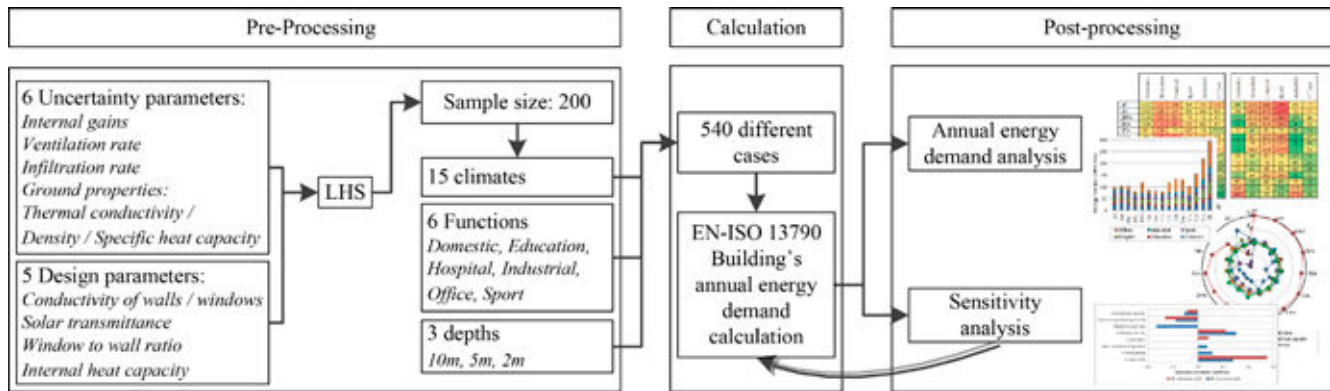 Pre-Processing
Calculation
Post-processing
6 Uncertainty parameters:
Internal gains
Ventilation rate
Infiltration rate
Ground properties:
Thermal conductivity /
Density / Specific heat capacity
5 Design parameters:
Conductivity of walls / windows
Solar transmittance
Window to wall ratio
Internal heat capacity
LHS
Sample size: 200
15 climates
6 Functions
Domestic, Education,
Hospital, Industrial,
Office, Sport
3 depths
10m, 5m, 2m
540 different
cases
EN-ISO 13790
Building's
annual energy
demand
calculation
Annual energy
demand analysis
Sensitivity
analysis